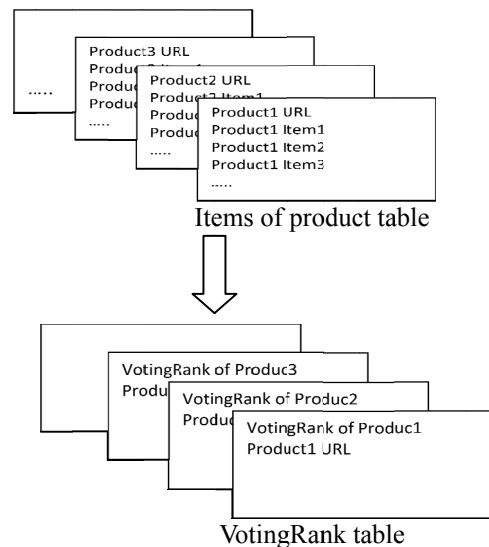 .....
Product3 URL
.....
Product2 URL
.....
Product1 URL
Product1 Item1
Product1 Item2
Product1 Item3
.....
Items of product table
VotingRank of Produc3
VotingRank of Produc2
VotingRank of Produc1
Product1 URL
VotingRank table